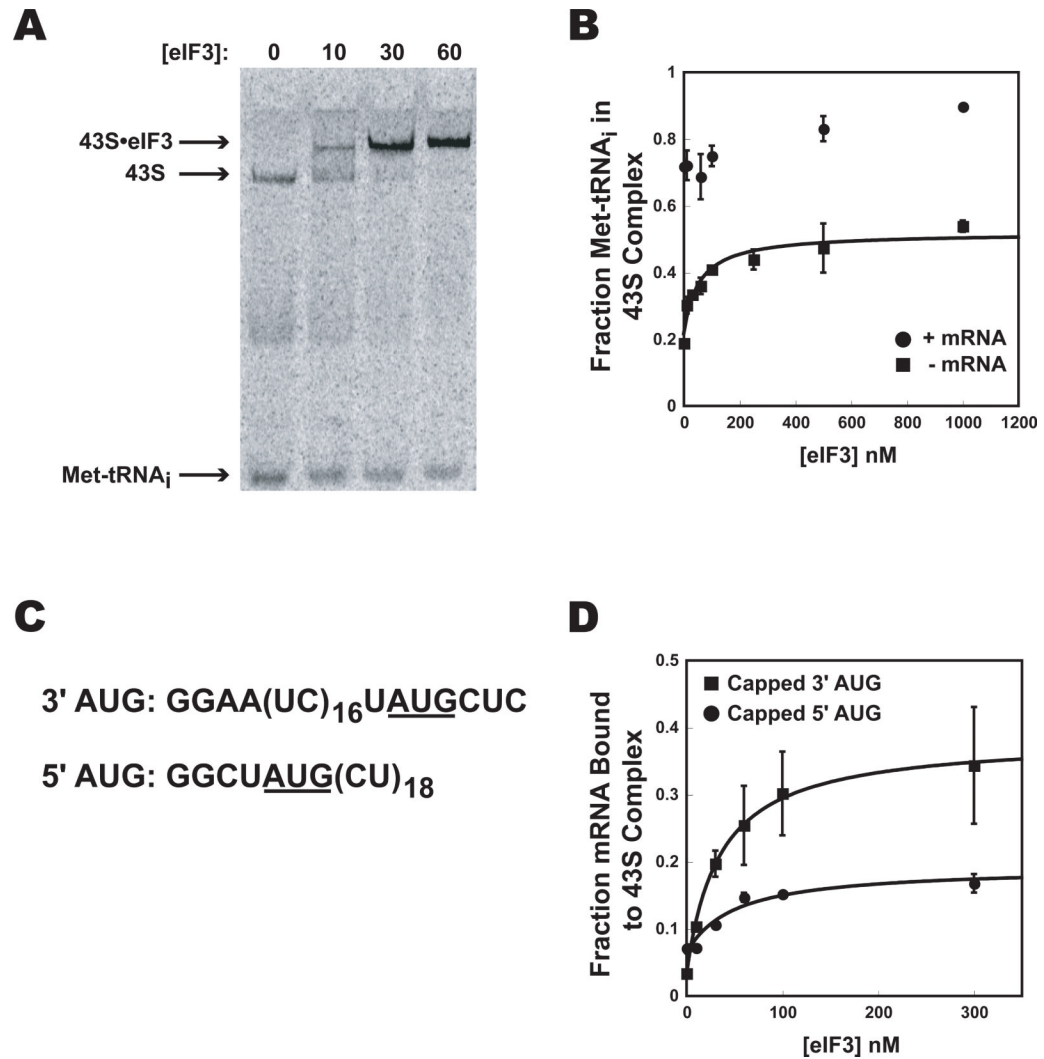 A
[eIF3]: 0 10 30 60
43S•eIF3
43S
Met-tRNAi
B
Fraction Met-tRNAi in
43S Complex
1
0.8
0.6
0.4
0.2
0
+ mRNA
- mRNA
0 200 400 600 800 1000 1200
[eIF3] nM
C
3' AUG: GGAA(UC)16UAUGCUC
5' AUG: GGCUAUG(CU)18
D
Fraction mRNA Bound
to 43S Complex
0.5
0.4
0.3
0.2
0.1
0
Capped 3' AUG
Capped 5' AUG
0 100 200 300
[eIF3] nM